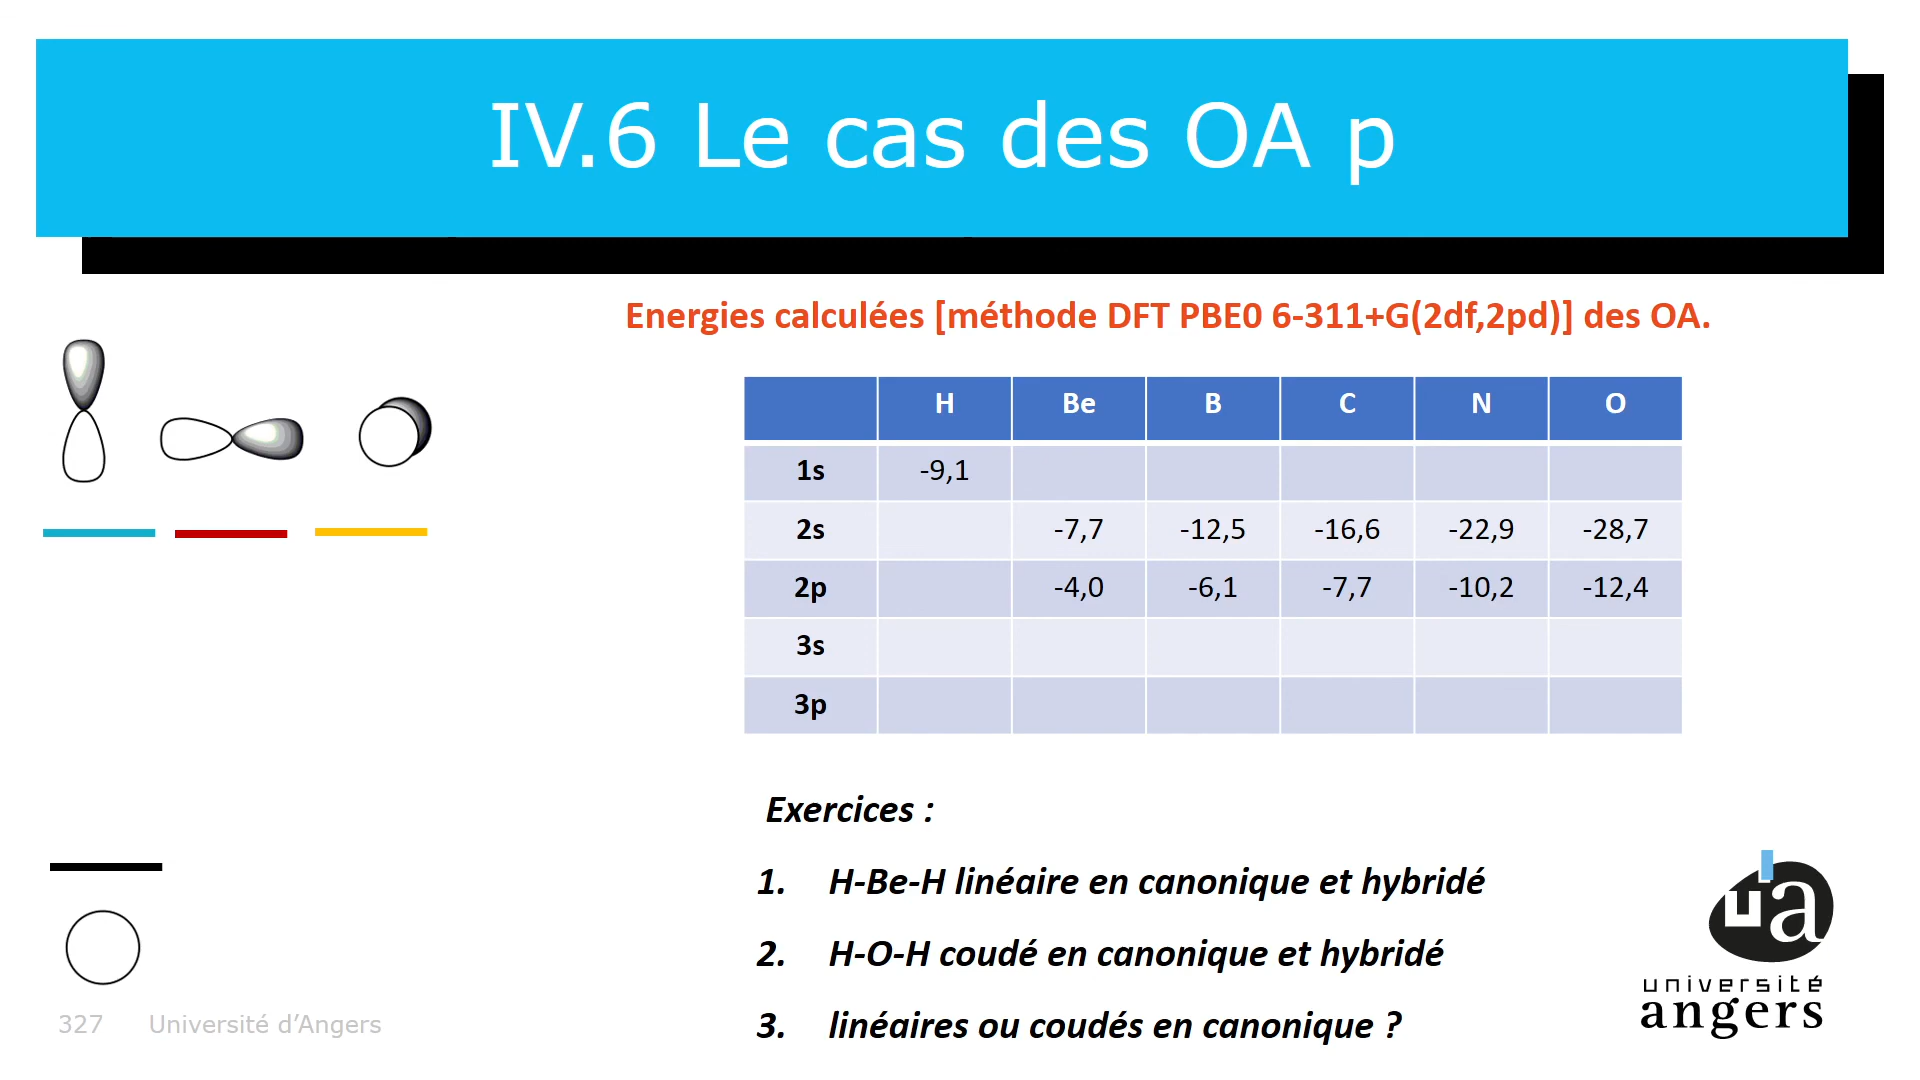 IV.6 Le cas des OA p
Energies calculées [méthode DFT PBE0 6-311+G(2df,2pd)] des OA.
H Be B C N O
1s -9,1
2s -7,7 -12,5 -16,6 -22,9 -28,7
2p -4,0 -6,1 -7,7 -10,2 -12,4
3s
3p
Exercices :
1. H-Be-H linéaire en canonique et hybridé
2. H-O-H coudé en canonique et hybridé
3. linéaires ou coudés en canonique ?
ua
université
angers
327 Université d’Angers